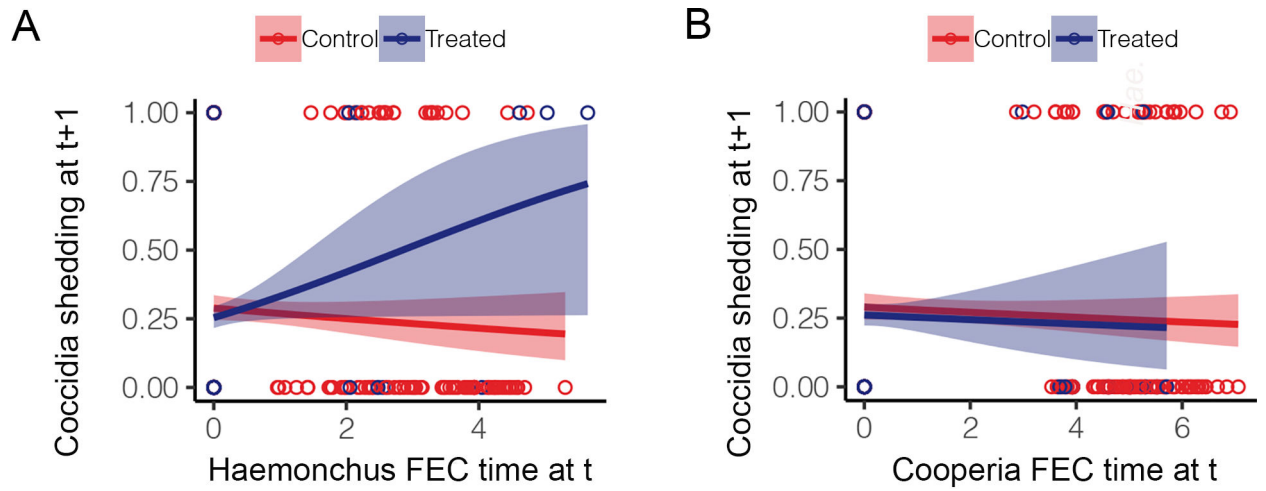 A
Control Treated
Coccidia shedding at t+1
1.00
0.75
0.50
0.25
0.00
0 2 4
Haemonchus FEC time at t
B
Control Treated
Coccidia shedding at t+1
1.00
0.75
0.50
0.25
0.00
0 2 4 6
Cooperia FEC time at t